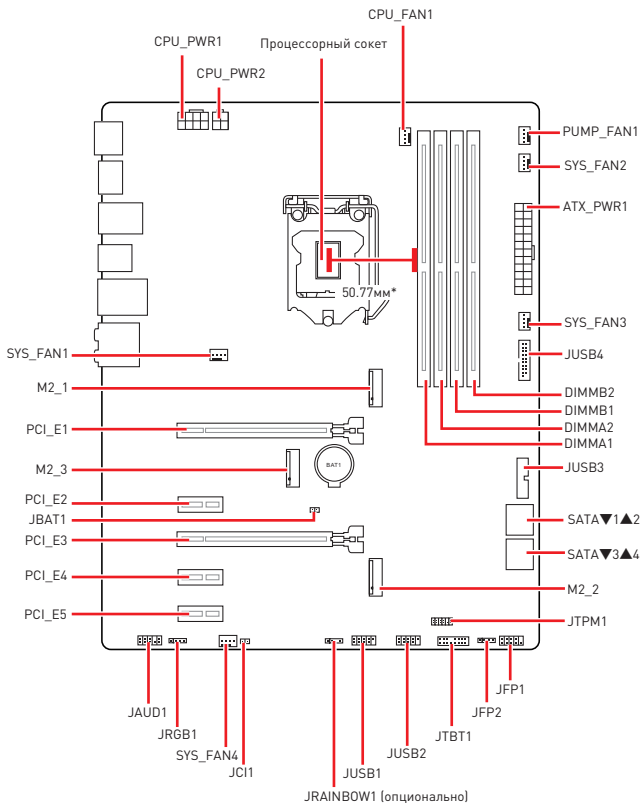 CPU_FAN1
CPU_PWR1
Процессорный сокет
CPU_PWR2
PUMP_FAN1
SYS_FAN2
ATX_PWR1
50.77мм*
SYS_FAN3
SYS_FAN1
JUSB4
M2_1
DIMMB2
DIMMB1
PCI_E1
DIMMA2
DIMMA1
M2_3
BAT1
JUSB3
PCI_E2
JBAT1
SATA▼1▲2
PCI_E3
SATA▼3▲4
PCI_E4
M2_2
PCI_E5
JTPM1
JAUD1
JFP1
JRGB1
JFP2
SYS_FAN4
JTBT1
JCI1
JUSB2
JUSB1
JRAINBOW1 (опционально)